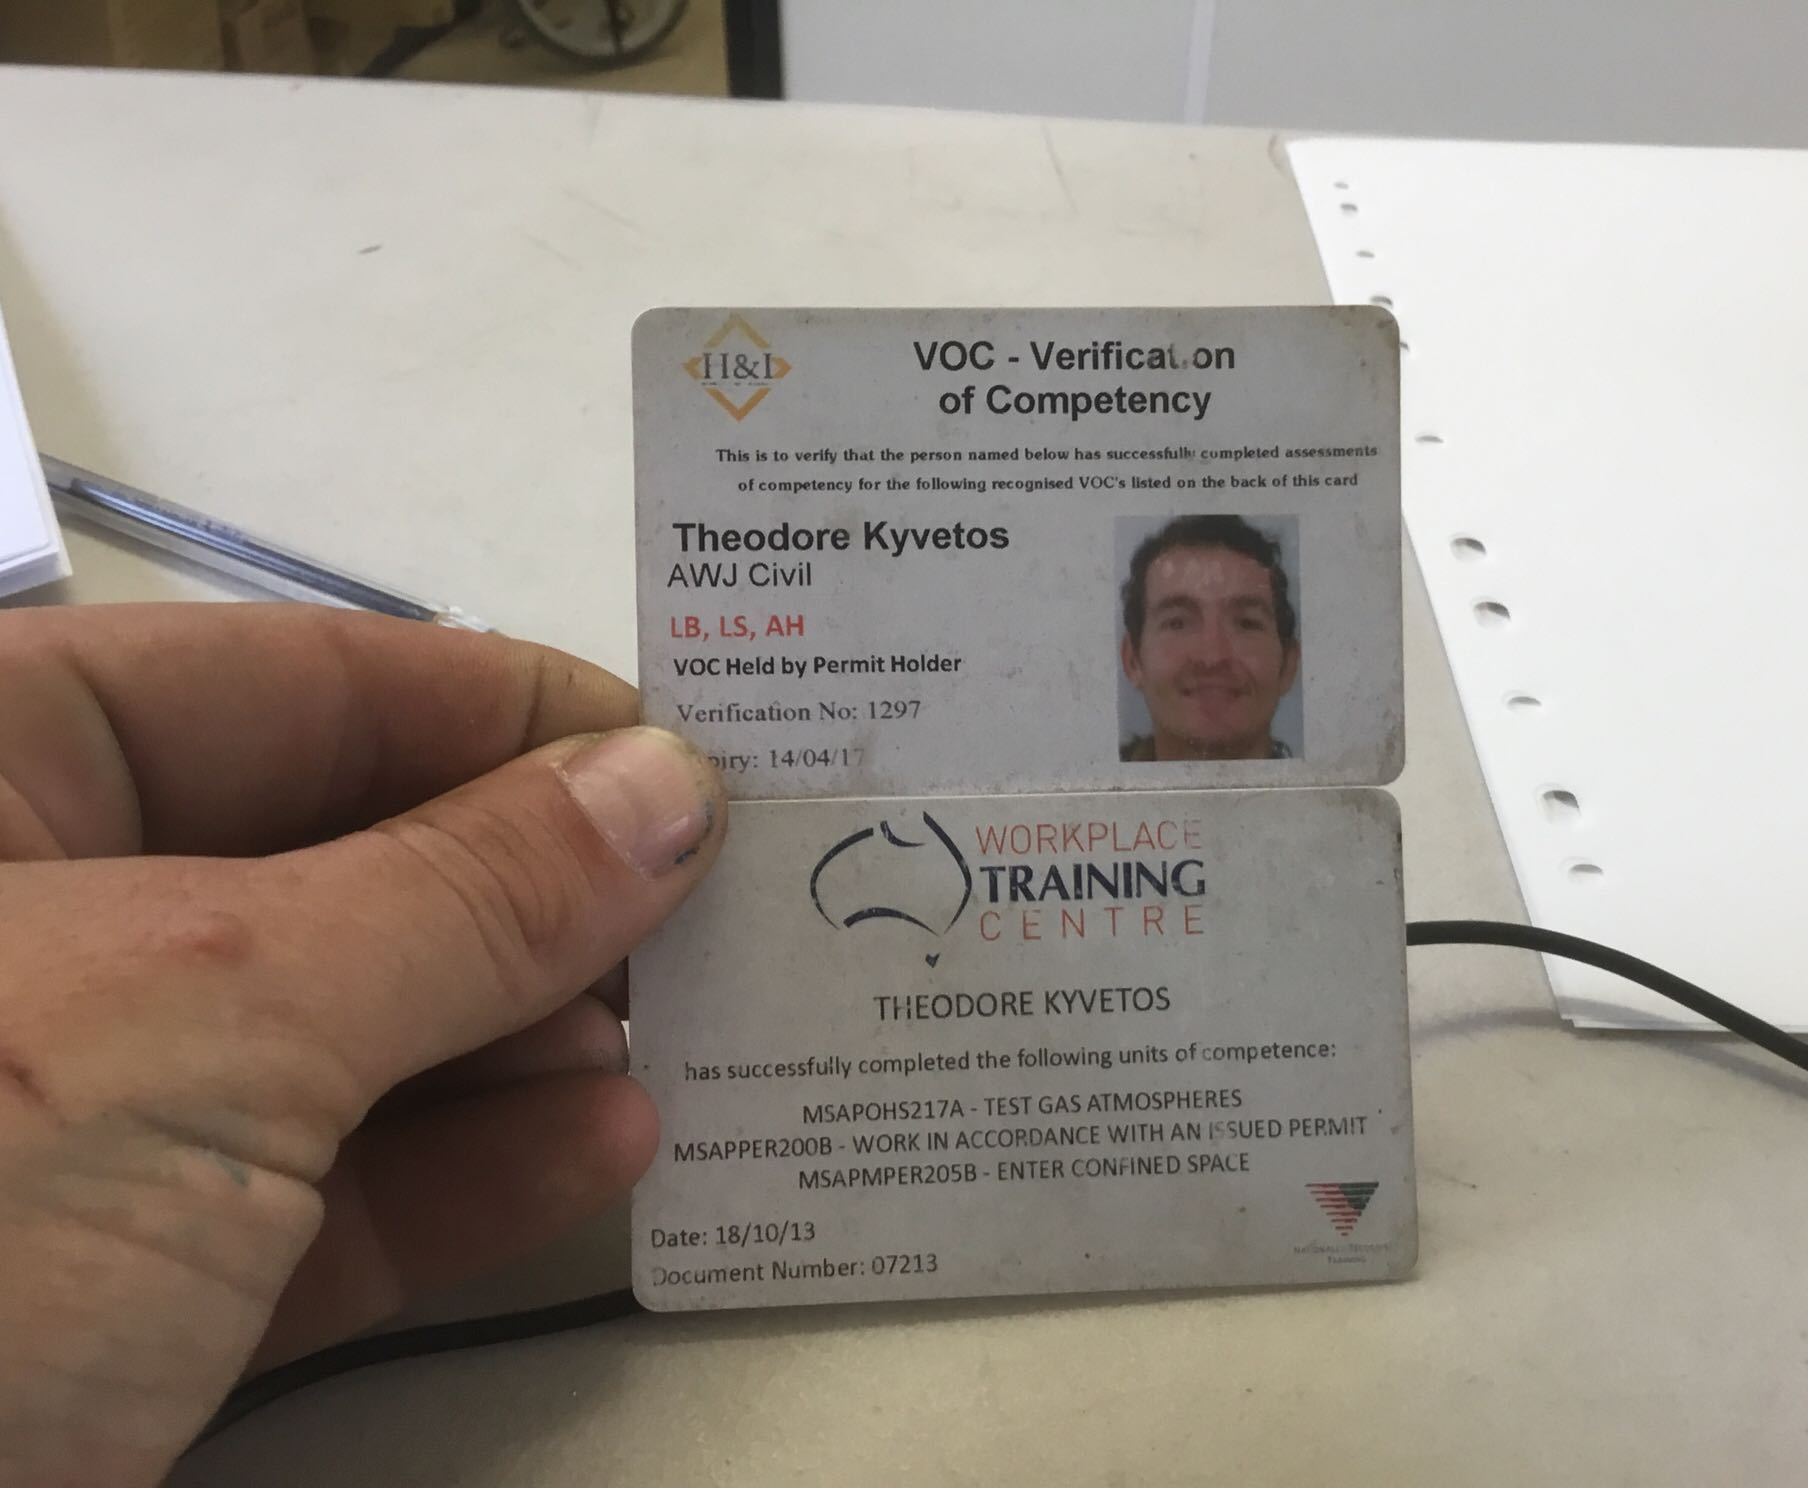 H&I
VOC - Verification
of Competency
This is to verify that the person named below has successfully completed assessments
of competency for the following recognised VOC's listed on the back of this card
Theodore Kyvetos
AWJ Civil
LB, LS, AH
VOC Held by Permit Holder
Verification No: 1297
piry: 14/04/17
WORKPLACE
TRAINING
CENTRE
THEODORE KYVETOS
has successfully completed the following units of competence:
MSAPOHS217A - TEST GAS ATMOSPHERES
MSAPPER200B - WORK IN ACCORDANCE WITH AN ISSUED PERMIT
MSAPMPER205B - ENTER CONFINED SPACE
Date: 18/10/13
Document Number: 07213
NATIONALLY RECOGNISED
TRAINING